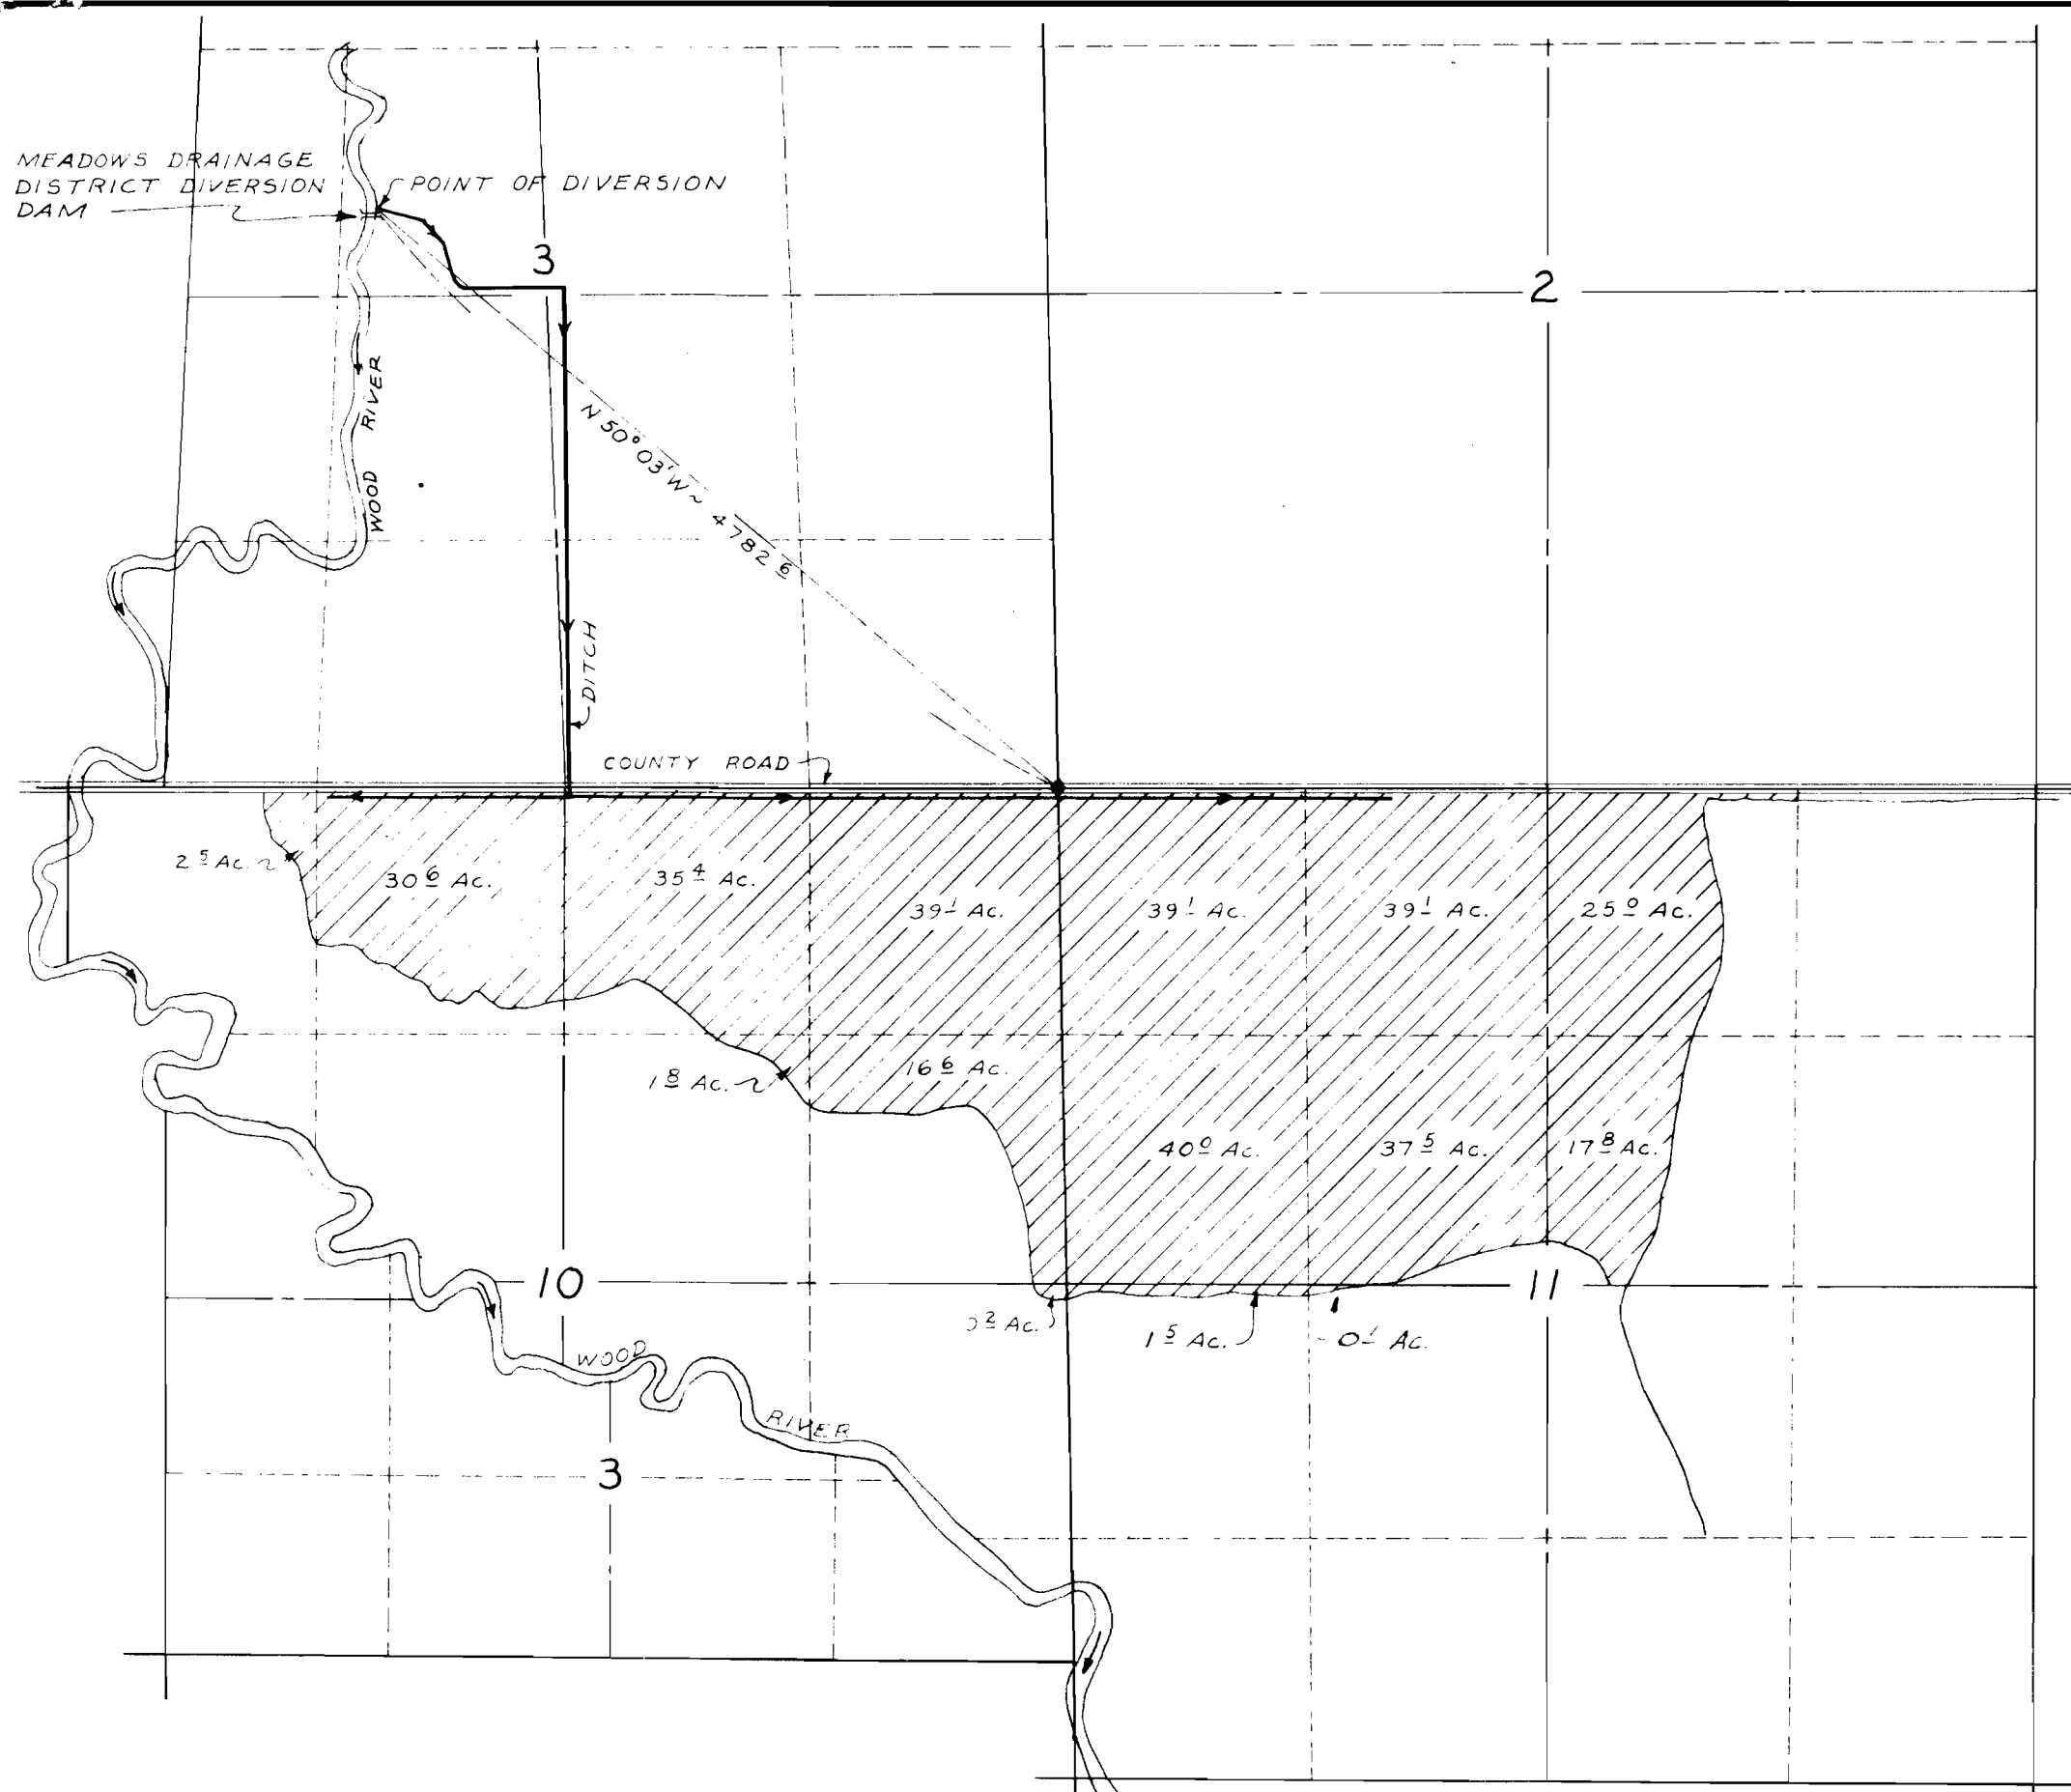 MEADOWS DRAINAGE
DISTRICT DIVERSION
DAM
POINT OF DIVERSION
3
2
WOOD RIVER
N 50° 03' W ~ 4782 6
DITCH
COUNTY ROAD
2 5 Ac.
30 6 Ac.
35 4 Ac.
39 1 Ac.
39 1 Ac.
39 1 Ac.
25 0 Ac.
1 8 Ac.
16 6 Ac.
40 0 Ac.
37 5 Ac.
17 8 Ac.
10
11
2 Ac.
1 5 Ac.
0 1 Ac.
WOOD
RIVER
3